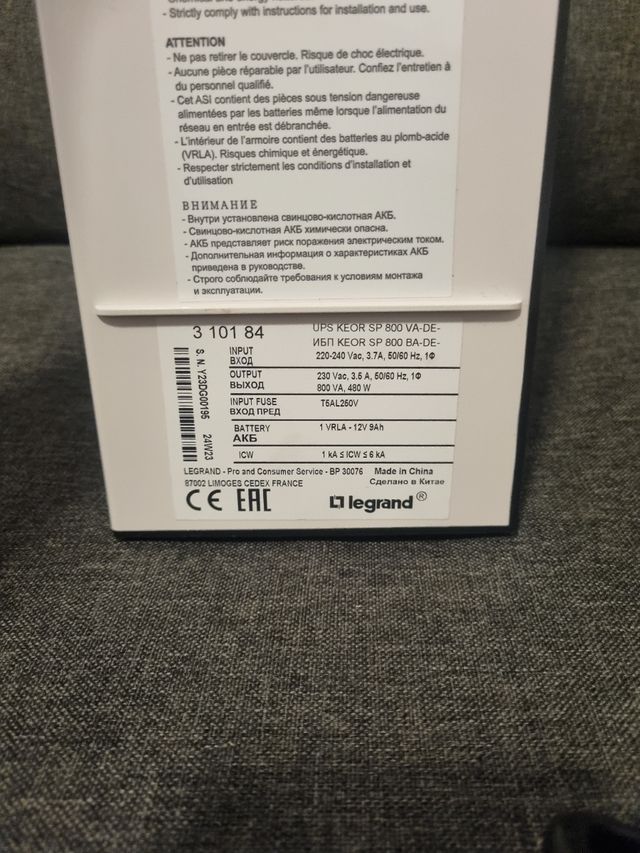 - Strictly comply with instructions for installation and use.
ATTENTION
- Ne pas retirer le couvercle. Risque de choc électrique.
- Aucune pièce réparable par l'utilisateur. Confiez l'entretien à
du personnel qualifié.
- Cet ASI contient des pièces sous tension dangereuse
alimentées par les batteries même lorsque l'alimentation du
réseau en entrée est débranchée.
- L'intérieur de l'armoire contient des batteries au plomb-acide
(VRLA). Risques chimique et énergétique.
- Respecter strictement les conditions d'installation et
d'utilisation
ВНИМАНИЕ
- Внутри установлена свинцово-кислотная АКБ.
- Свинцово-кислотная АКБ химически опасна.
- АКБ представляет риск поражения электрическим током.
- Дополнительная информация о характеристиках АКБ
приведена в руководстве.
- Строго соблюдайте требования к условиям монтажа
и эксплуатации.
3 101 84
UPS KEOR SP 800 VA-DE-
ИБП KEOR SP 800 ВА-DE-
S. N. Y23DG00195
24W23
INPUT 220-240 Vac, 3.7A, 50/60 Hz, 1Ф
ВХОД
OUTPUT 230 Vac, 3.5 A, 50/60 Hz, 1Ф
ВЫХОД 800 VA, 480 W
INPUT FUSE T5AL250V
ВХОД ПРЕД
BATTERY 1 VRLA - 12V 9Ah
АКБ
ICW 1 kA ≤ ICW ≤ 6 kA
LEGRAND - Pro and Consumer Service - BP 30076 Made in China
87002 LIMOGES CEDEX FRANCE Сделано в Китае
CE EAC legrand®